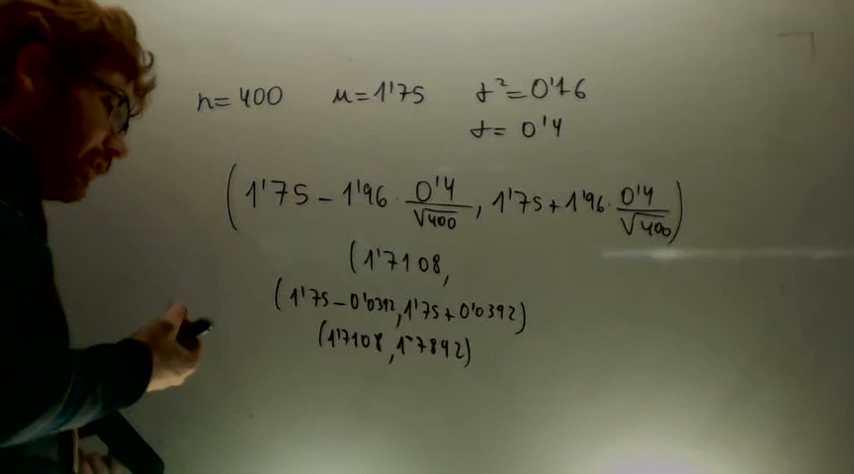 n=400 μ=1'75 σ²=0'16
σ=0'4
(1'75 - 1'96 · 0'4/√400, 1'75+1'96 · 0'4/√400)
(1'7108,
(1'75-0'0392, 1'75+0'0392)
(1'7108, 1'7892)